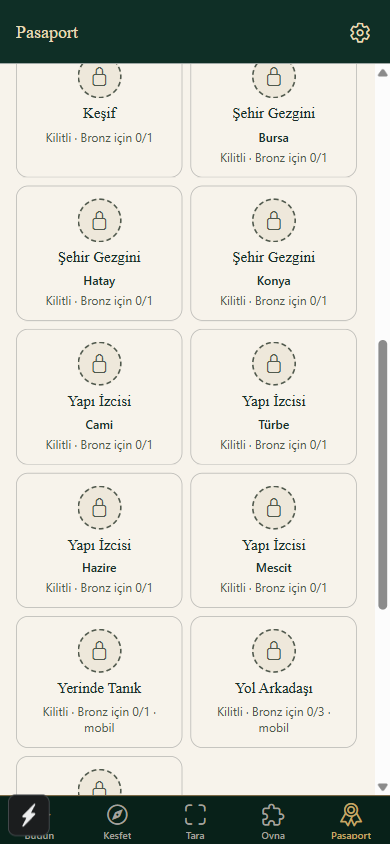 Pasaport
Keşif
Kilitli · Bronz için 0/1
Şehir Gezgini
Bursa
Kilitli · Bronz için 0/1
Şehir Gezgini
Hatay
Kilitli · Bronz için 0/1
Şehir Gezgini
Konya
Kilitli · Bronz için 0/1
Yapı İzcisi
Cami
Kilitli · Bronz için 0/1
Yapı İzcisi
Türbe
Kilitli · Bronz için 0/1
Yapı İzcisi
Hazire
Kilitli · Bronz için 0/1
Yapı İzcisi
Mescit
Kilitli · Bronz için 0/1
Yerinde Tanık
Kilitli · Bronz için 0/1 ·
mobil
Yol Arkadaşı
Kilitli · Bronz için 0/3 ·
mobil
Bugün
Keşfet
Tara
Oyna
Pasaport